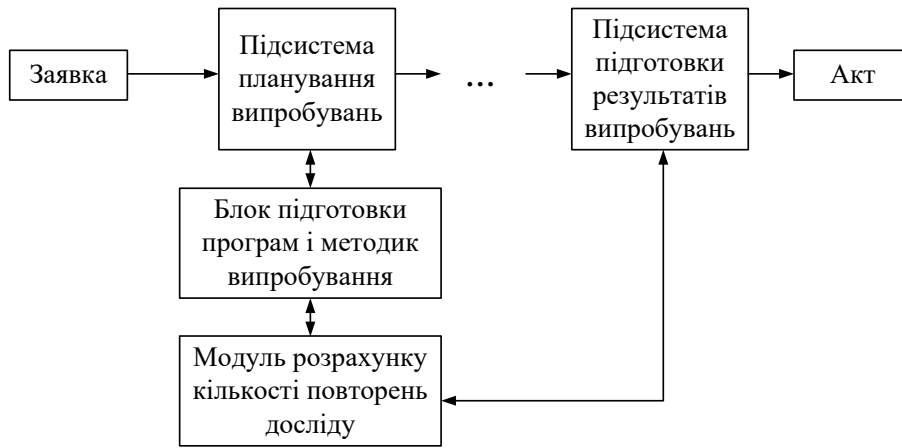 Заявка
Підсистема
планування
випробувань
...
Підсистема
підготовки
результатів
випробувань
Акт
Блок підготовки
програм і методик
випробування
Модуль розрахунку
кількості повторень
досліду